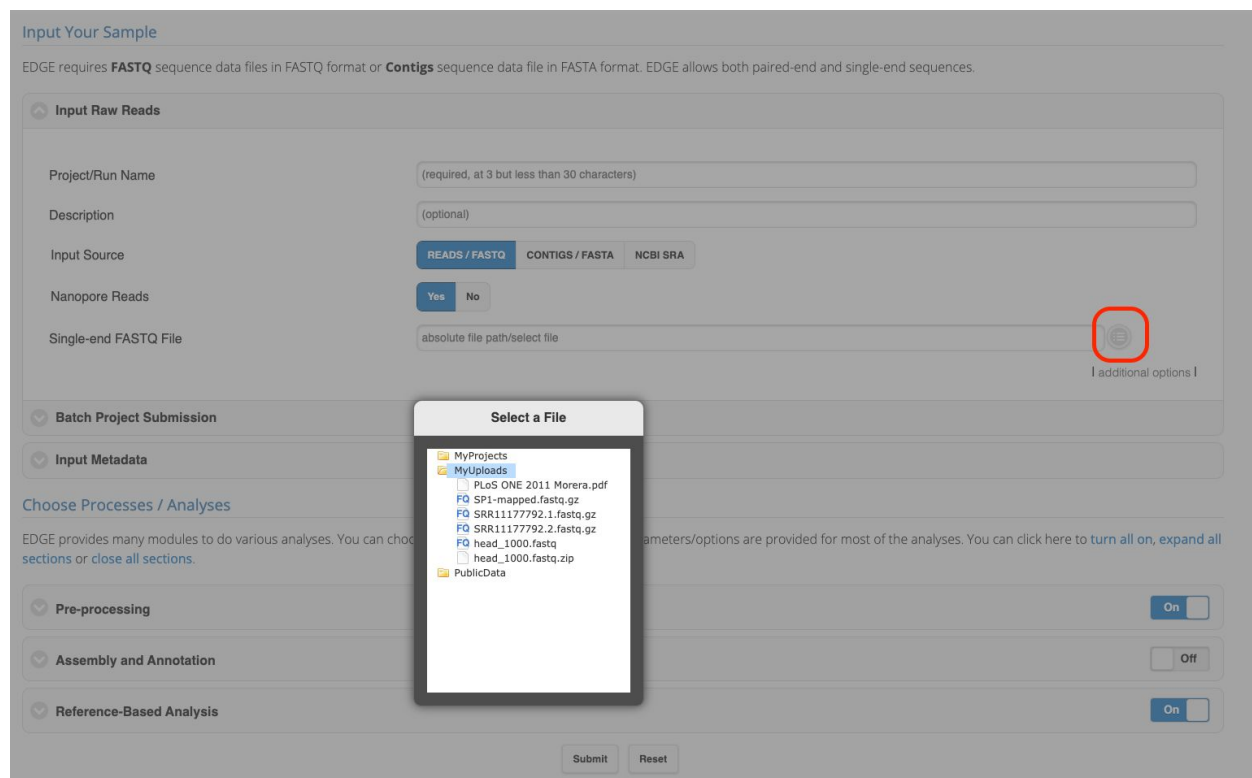 Input Your Sample
EDGE requires FASTQ sequence data files in FASTQ format or Contigs sequence data file in FASTA format. EDGE allows both paired-end and single-end sequences.
Input Raw Reads
Project/Run Name
(required, at 3 but less than 30 characters)
Description
(optional)
Input Source
READS / FASTQ CONTIGS / FASTA NCBI SRA
Nanopore Reads
Yes No
Single-end FASTQ File
absolute file path/select file
| additional options |
Batch Project Submission
Input Metadata
Select a File
MyProjects
MyUploads
PLoS ONE 2011 Morera.pdf
FQ SP1-mapped.fastq.gz
FQ SRR11177792.1.fastq.gz
FQ SRR11177792.2.fastq.gz
FQ head_1000.fastq
head_1000.fastq.zip
PublicData
Choose Processes / Analyses
EDGE provides many modules to do various analyses. You can ameters/options are provided for most of the analyses. You can click here to turn all on, expand all
sections or close all sections.
Pre-processing
On
Assembly and Annotation
Off
Reference-Based Analysis
On
Submit Reset